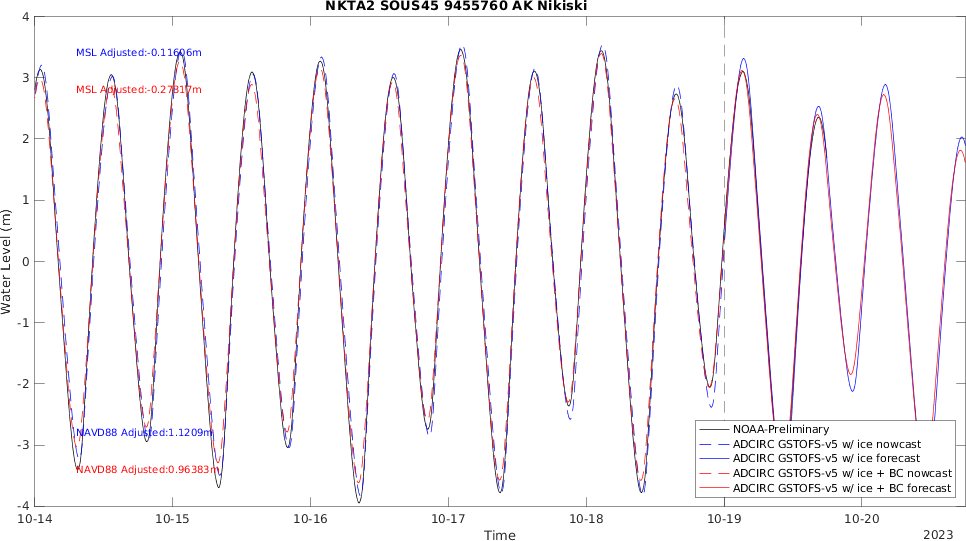 NKTA2 SOUS45 9455760 AK Nikiski
4
3
2
1
0
-1
-2
-3
-4
Water Level (m)
MSL Adjusted:-0.11606m
MSL Adjusted:-0.27817m
NAVD88 Adjusted:1.1209m
NAVD88 Adjusted:0.96383m
NOAA-Preliminary
ADCIRC GSTOFS-v5 w/ ice nowcast
ADCIRC GSTOFS-v5 w/ ice forecast
ADCIRC GSTOFS-v5 w/ ice + BC nowcast
ADCIRC GSTOFS-v5 w/ ice + BC forecast
10-14 10-15 10-16 10-17 10-18 10-19 10-20
Time
2023